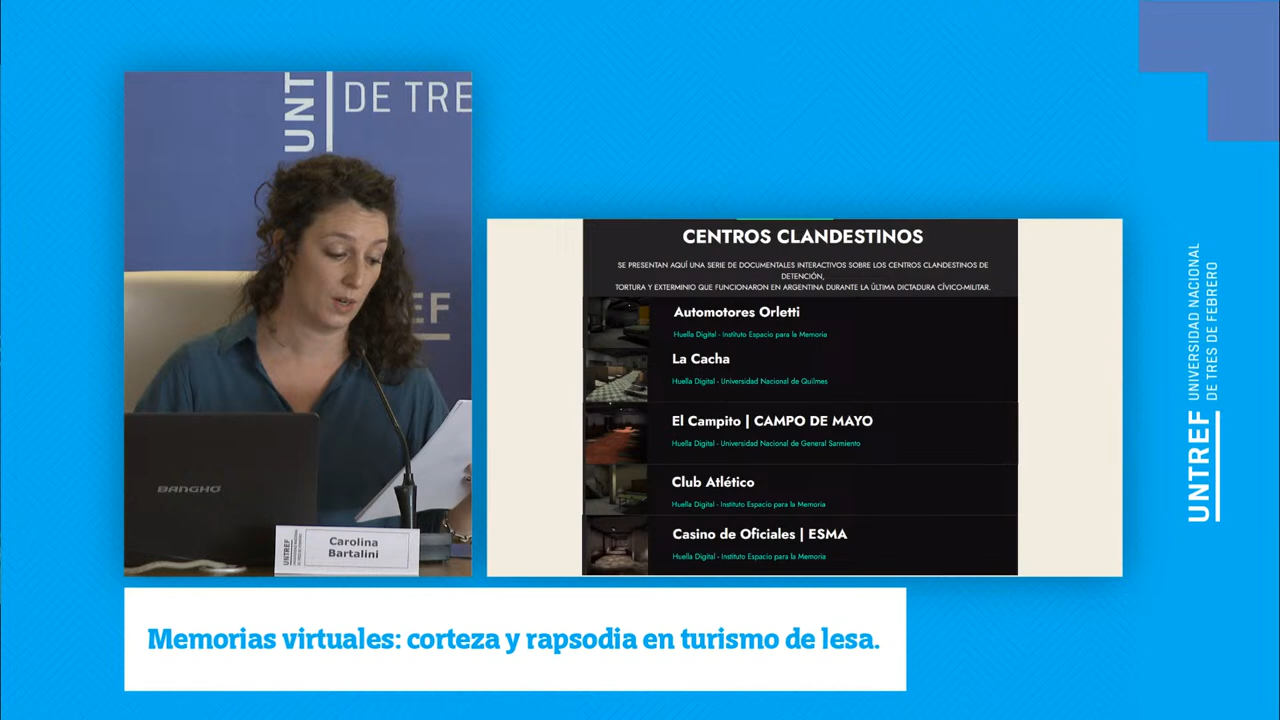 UNT
DE TRE
EF
BANGHO
UNTREF
Carolina
Bartalini
CENTROS CLANDESTINOS
SE PRESENTAN AQUÍ UNA SERIE DE DOCUMENTALES INTERACTIVOS SOBRE LOS CENTROS CLANDESTINOS DE
DETENCIÓN,
TORTURA Y EXTERMINIO QUE FUNCIONARON EN ARGENTINA DURANTE LA ÚLTIMA DICTADURA CÍVICO-MILITAR.
Automotores Orletti
Huella Digital - Instituto Espacio para la Memoria
La Cacha
Huella Digital - Universidad Nacional de Quilmes
El Campito | CAMPO DE MAYO
Huella Digital - Universidad Nacional de General Sarmiento
Club Atlético
Huella Digital - Instituto Espacio para la Memoria
Casino de Oficiales | ESMA
Huella Digital - Instituto Espacio para la Memoria
UNTREF
UNIVERSIDAD NACIONAL
DE TRES DE FEBRERO
Memorias virtuales: corteza y rapsodia en turismo de lesa.